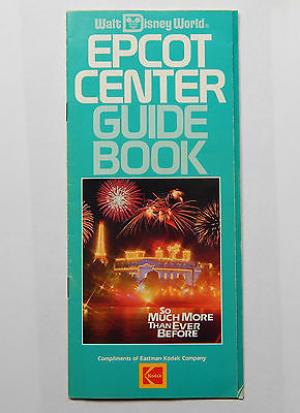 Walt Disney World®
EPCOT
CENTER
GUIDE
BOOK
So
MUCH MORE
THAN EVER
BEFORE
Compliments of Eastman Kodak Company
Kodak